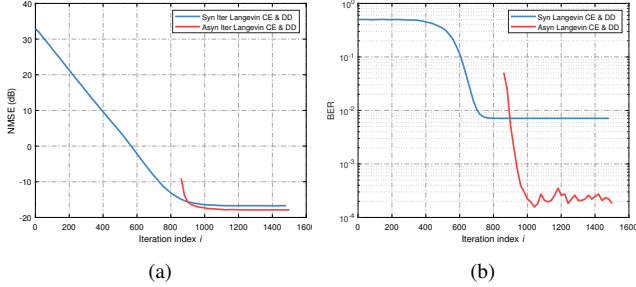 Syn Iter Langevin CE & DD
Asyn Iter Langevin CE & DD
40
30
20
10
0
-10
-20
NMSE (dB)
0 200 400 600 800 1000 1200 1400 1600
Iteration index i
(a)
Syn Langevin CE & DD
Asyn Langevin CE & DD
10^0
10^-1
10^-2
10^-3
10^-4
BER
0 200 400 600 800 1000 1200 1400 1600
Iteration index i
(b)